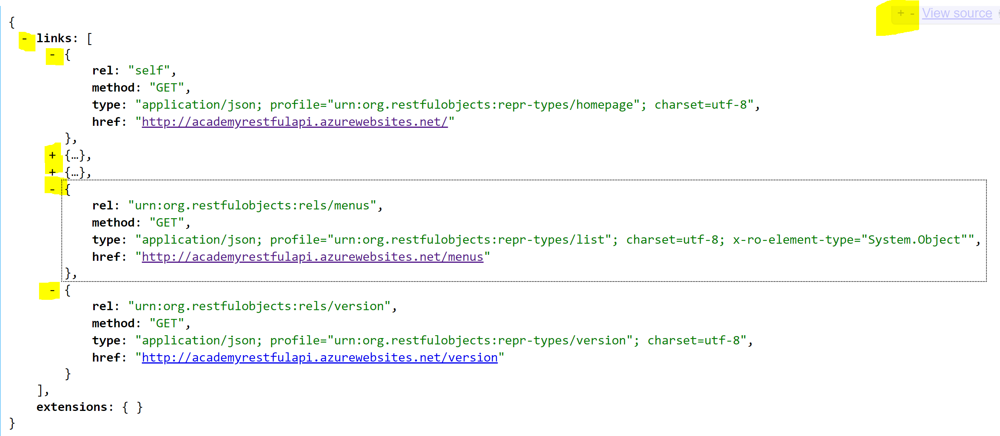 + - View source
{
- links: [
- {
rel: "self",
method: "GET",
type: "application/json; profile="urn:org.restfulobjects:repr-types/homepage"; charset=utf-8",
href: "http://academyrestfulapi.azurewebsites.net/"
},
+ {…},
+ {…},
- {
rel: "urn:org.restfulobjects:rels/menus",
method: "GET",
type: "application/json; profile="urn:org.restfulobjects:repr-types/list"; charset=utf-8; x-ro-element-type="System.Object"",
href: "http://academyrestfulapi.azurewebsites.net/menus"
},
- {
rel: "urn:org.restfulobjects:rels/version",
method: "GET",
type: "application/json; profile="urn:org.restfulobjects:repr-types/version"; charset=utf-8",
href: "http://academyrestfulapi.azurewebsites.net/version"
}
],
extensions: { }
}